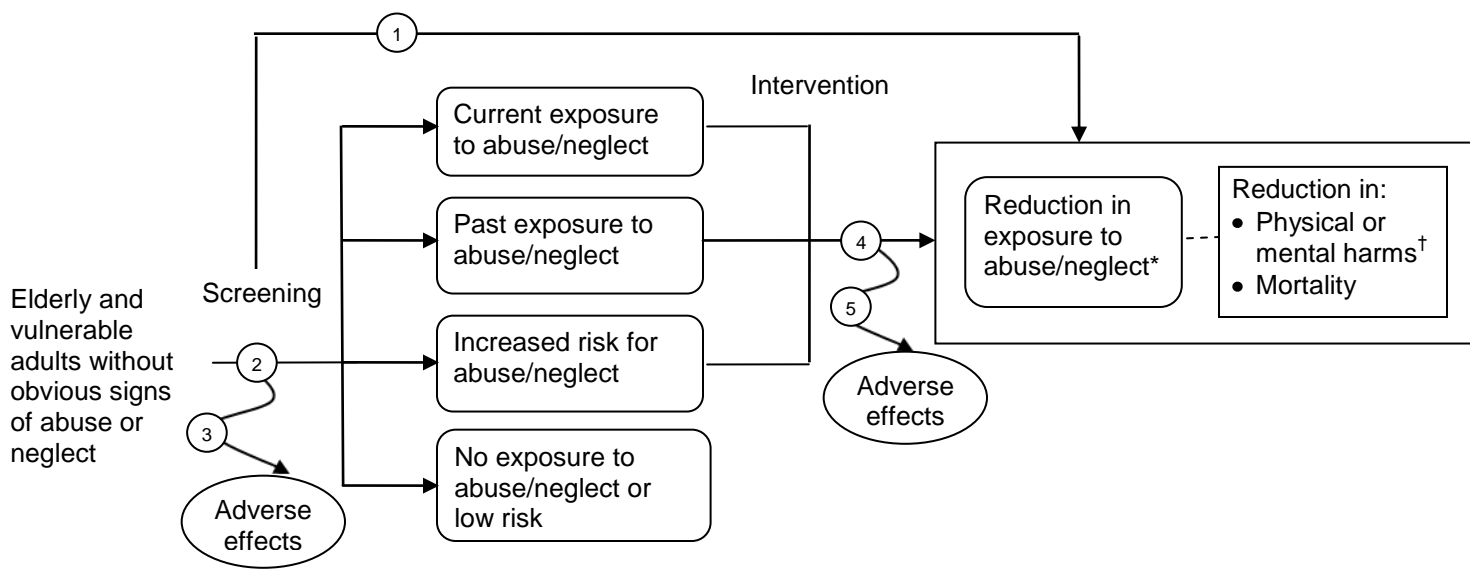 1
Intervention
Current exposure
to abuse/neglect
Past exposure to
abuse/neglect
4
Reduction in
exposure to
abuse/neglect*
Reduction in:
• Physical or
mental harms†
• Mortality
Elderly and
vulnerable
adults without
obvious signs
of abuse or
neglect
Screening
2
3
Adverse
effects
Increased risk for
abuse/neglect
No exposure to
abuse/neglect or
low risk
5
Adverse
effects